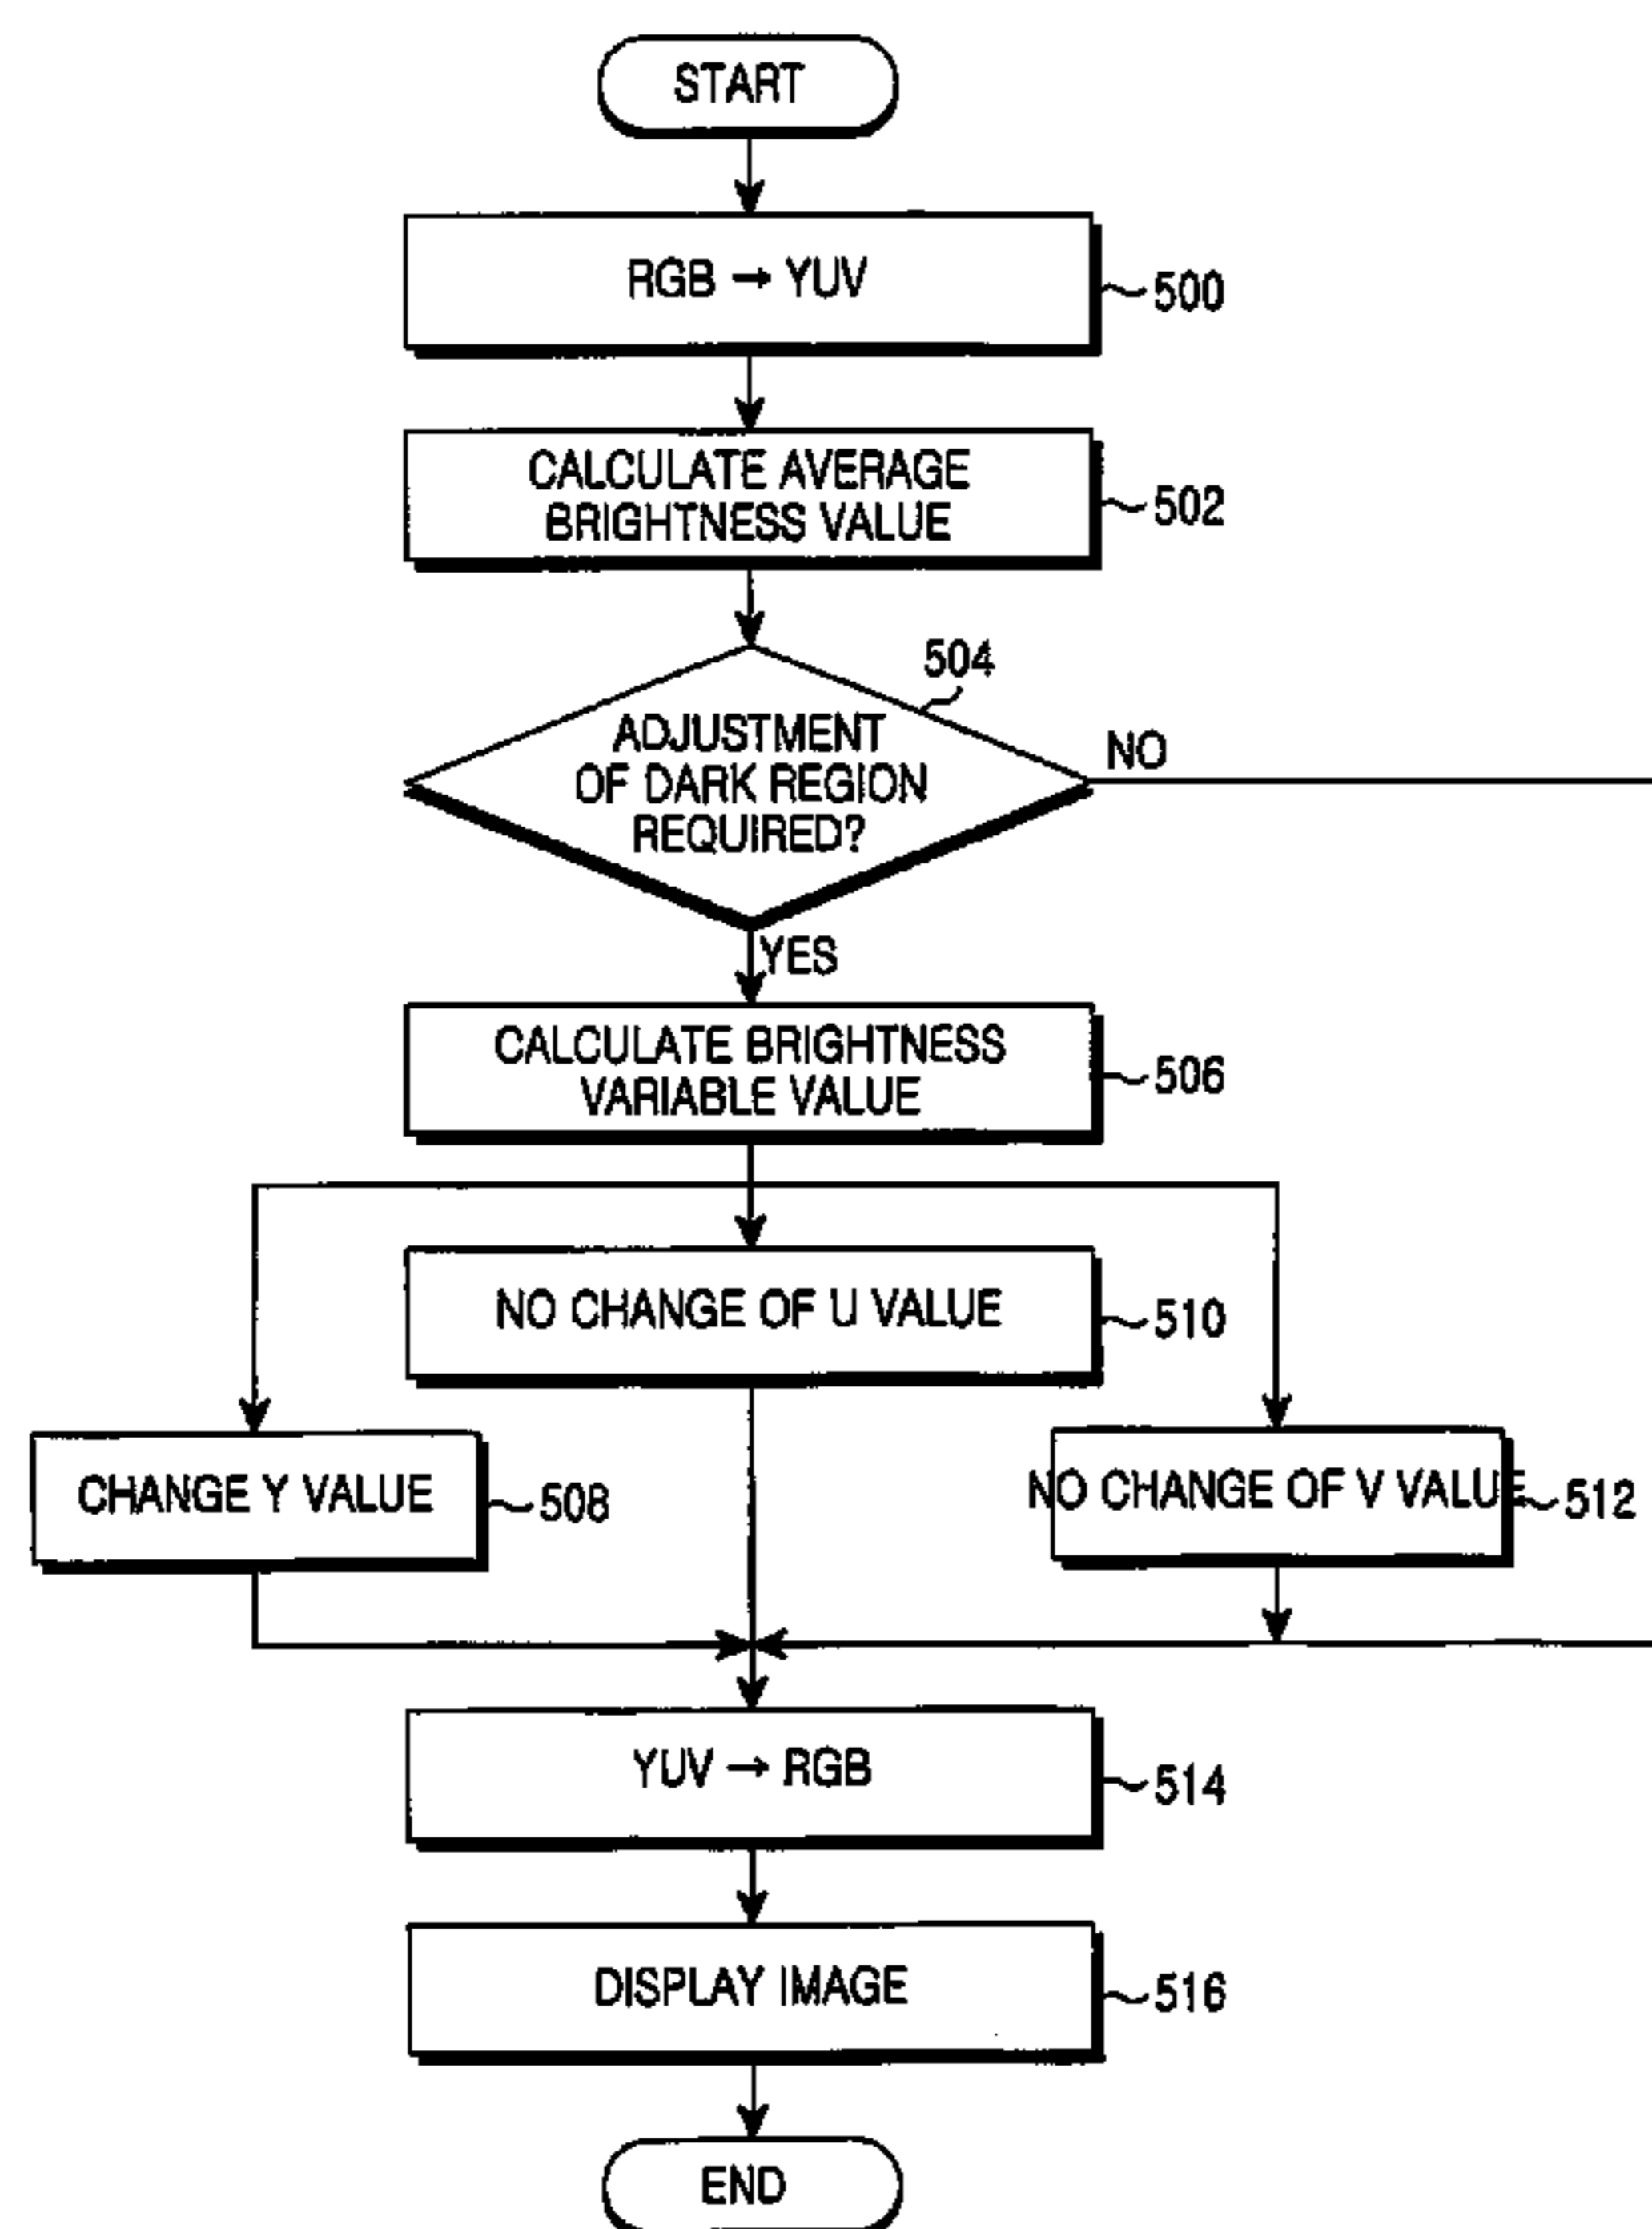 START
RGB → YUV
500
CALCULATE AVERAGE
BRIGHTNESS VALUE
502
504
ADJUSTMENT
OF DARK REGION
REQUIRED?
NO
YES
CALCULATE BRIGHTNESS
VARIABLE VALUE
506
NO CHANGE OF U VALUE
510
CHANGE Y VALUE
508
NO CHANGE OF V VALUE
512
YUV → RGB
514
DISPLAY IMAGE
516
END